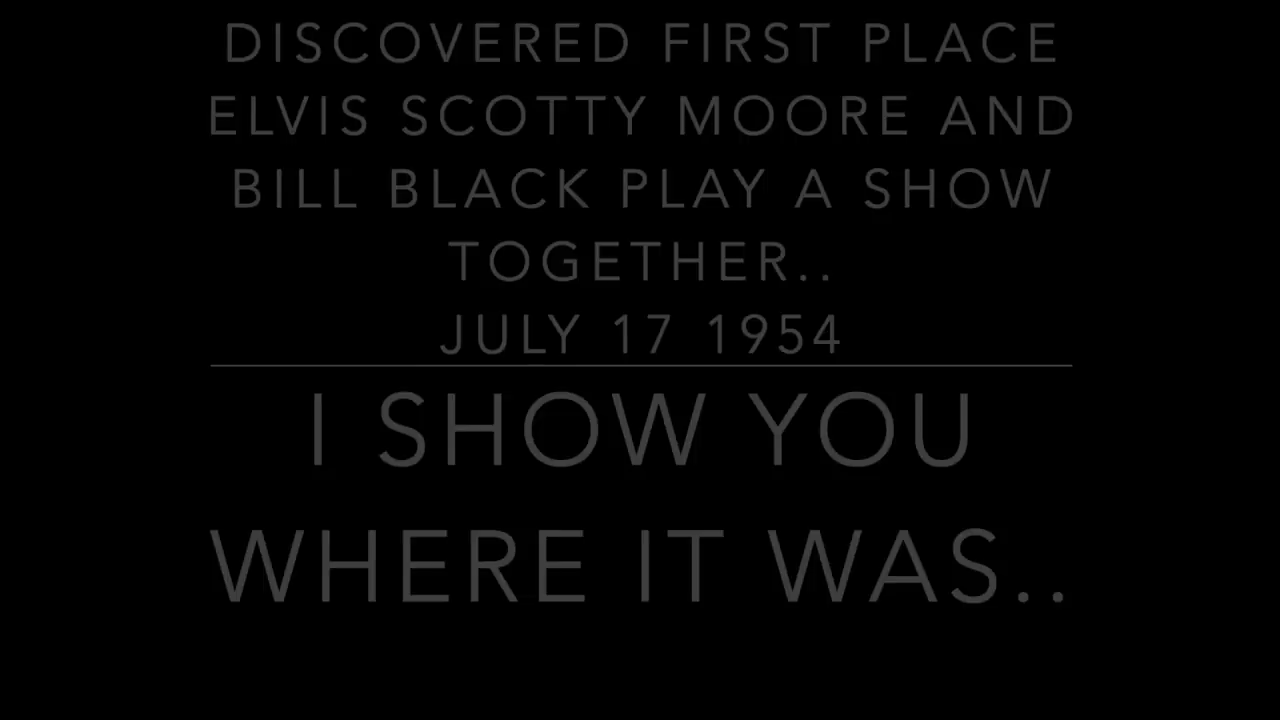 DISCOVERED FIRST PLACE
ELVIS SCOTTY MOORE AND
BILL BLACK PLAY A SHOW
TOGETHER..
JULY 17 1954
I SHOW YOU
WHERE IT WAS..